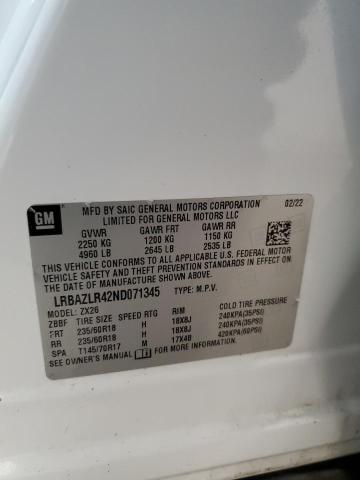 GM
MFD BY SAIC GENERAL MOTORS CORPORATION 02/22
LIMITED FOR GENERAL MOTORS LLC
GVWR GAWR FRT GAWR RR
2250 KG 1200 KG 1150 KG
4960 LB 2645 LB 2535 LB
THIS VEHICLE CONFORMS TO ALL APPLICABLE U.S. FEDERAL MOTOR
VEHICLE SAFETY AND THEFT PREVENTION STANDARDS IN EFFECT ON
THE DATE OF MANUFACTURE SHOWN ABOVE.
LRBAZLR42ND071345 TYPE: M.P.V.
MODEL: ZX26
ZBBF TIRE SIZE SPEED RTG RIM COLD TIRE PRESSURE
FRT 235/60R18 H 18X8J 240KPA(35PSI)
RR 235/60R18 H 18X8J 240KPA(35PSI)
SPA T145/70R17 M 17X4B 420KPA(60PSI)
SEE OWNER'S MANUAL FOR ADDITIONAL INFORMATION